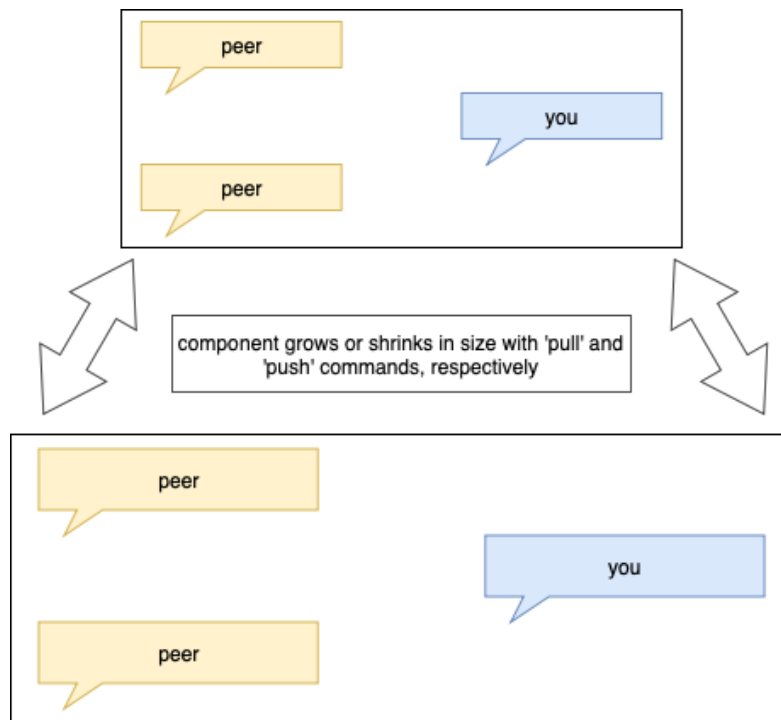 peer
you
peer
component grows or shrinks in size with 'pull' and
'push' commands, respectively
peer
you
peer